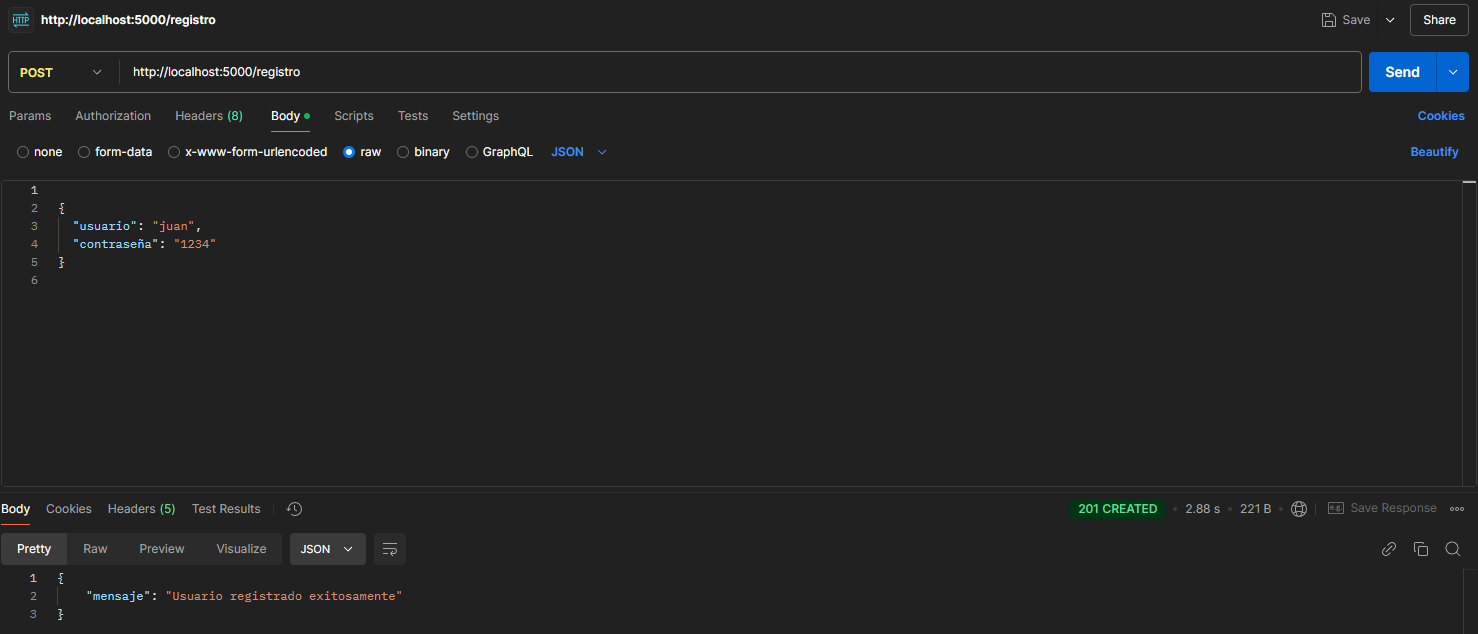 HTTP http://localhost:5000/registro Save Share
POST http://localhost:5000/registro Send
Params Authorization Headers (8) Body Scripts Tests Settings Cookies
none form-data x-www-form-urlencoded raw binary GraphQL JSON Beautify
1
2 {
3 "usuario": "juan",
4 "contraseña": "1234"
5 }
6
Body Cookies Headers (5) Test Results 201 CREATED • 2.88 s • 221 B • Save Response
Pretty Raw Preview Visualize JSON
1 {
2 "mensaje": "Usuario registrado exitosamente"
3 }